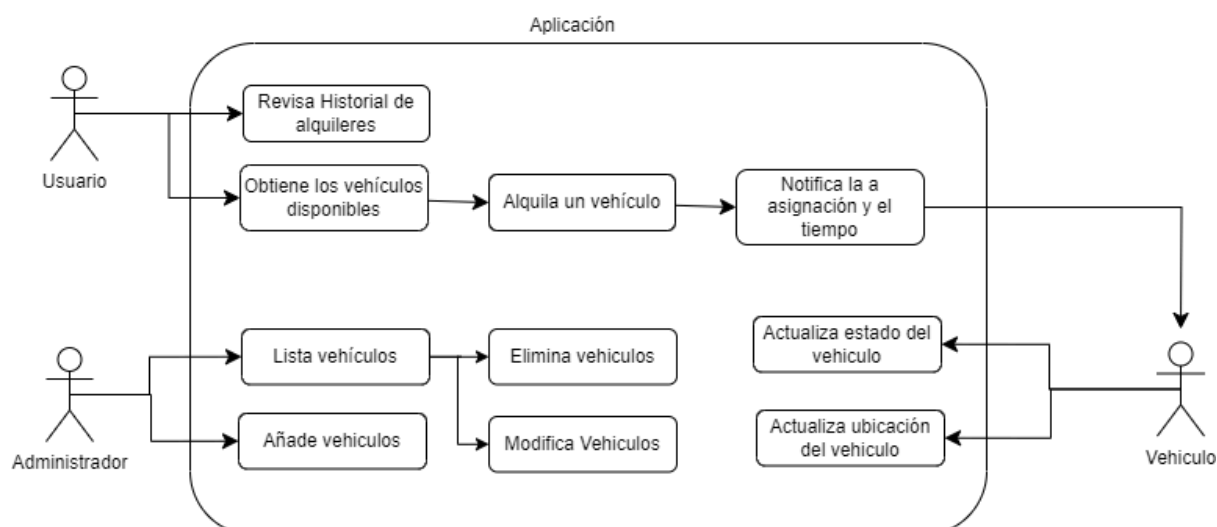 Aplicación
Revisa Historial de
alquileres
Usuario
Obtiene los vehículos
disponibles
Alquila un vehículo
Notifica la a
asignación y el
tiempo
Lista vehículos
Elimina vehiculos
Actualiza estado del
vehiculo
Administrador
Añade vehiculos
Modifica Vehiculos
Actualiza ubicación
del vehiculo
Vehiculo